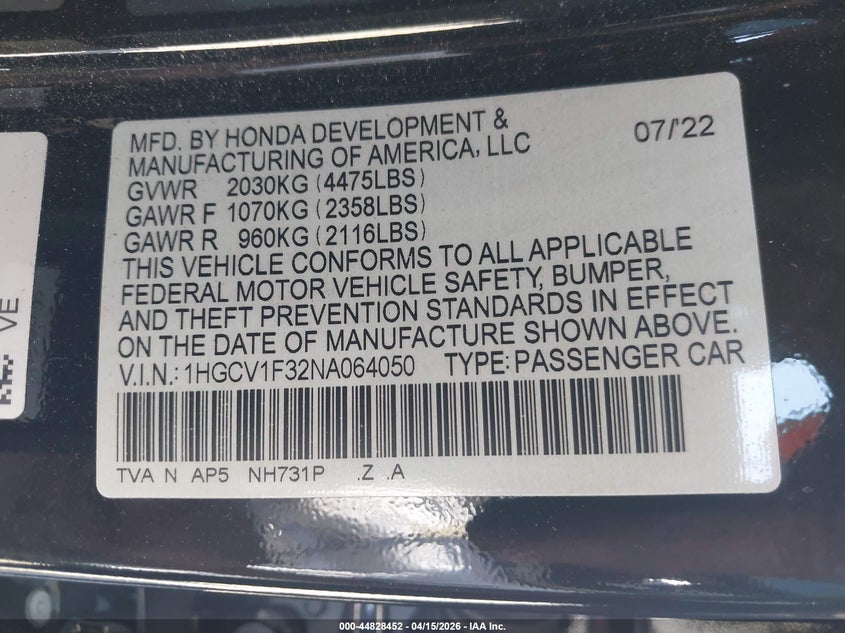 MFD. BY HONDA DEVELOPMENT &
MANUFACTURING OF AMERICA, LLC
07/'22
GVWR 2030KG (4475LBS)
GAWR F 1070KG (2358LBS)
GAWR R 960KG (2116LBS)
THIS VEHICLE CONFORMS TO ALL APPLICABLE
FEDERAL MOTOR VEHICLE SAFETY, BUMPER,
AND THEFT PREVENTION STANDARDS IN EFFECT
ON THE DATE OF MANUFACTURE SHOWN ABOVE.
V.I.N.: 1HGCV1F32NA064050 TYPE: PASSENGER CAR
TVA N AP5 NH731P .Z .A
VE
000-44828452 - 04/15/2026 - IAA Inc.